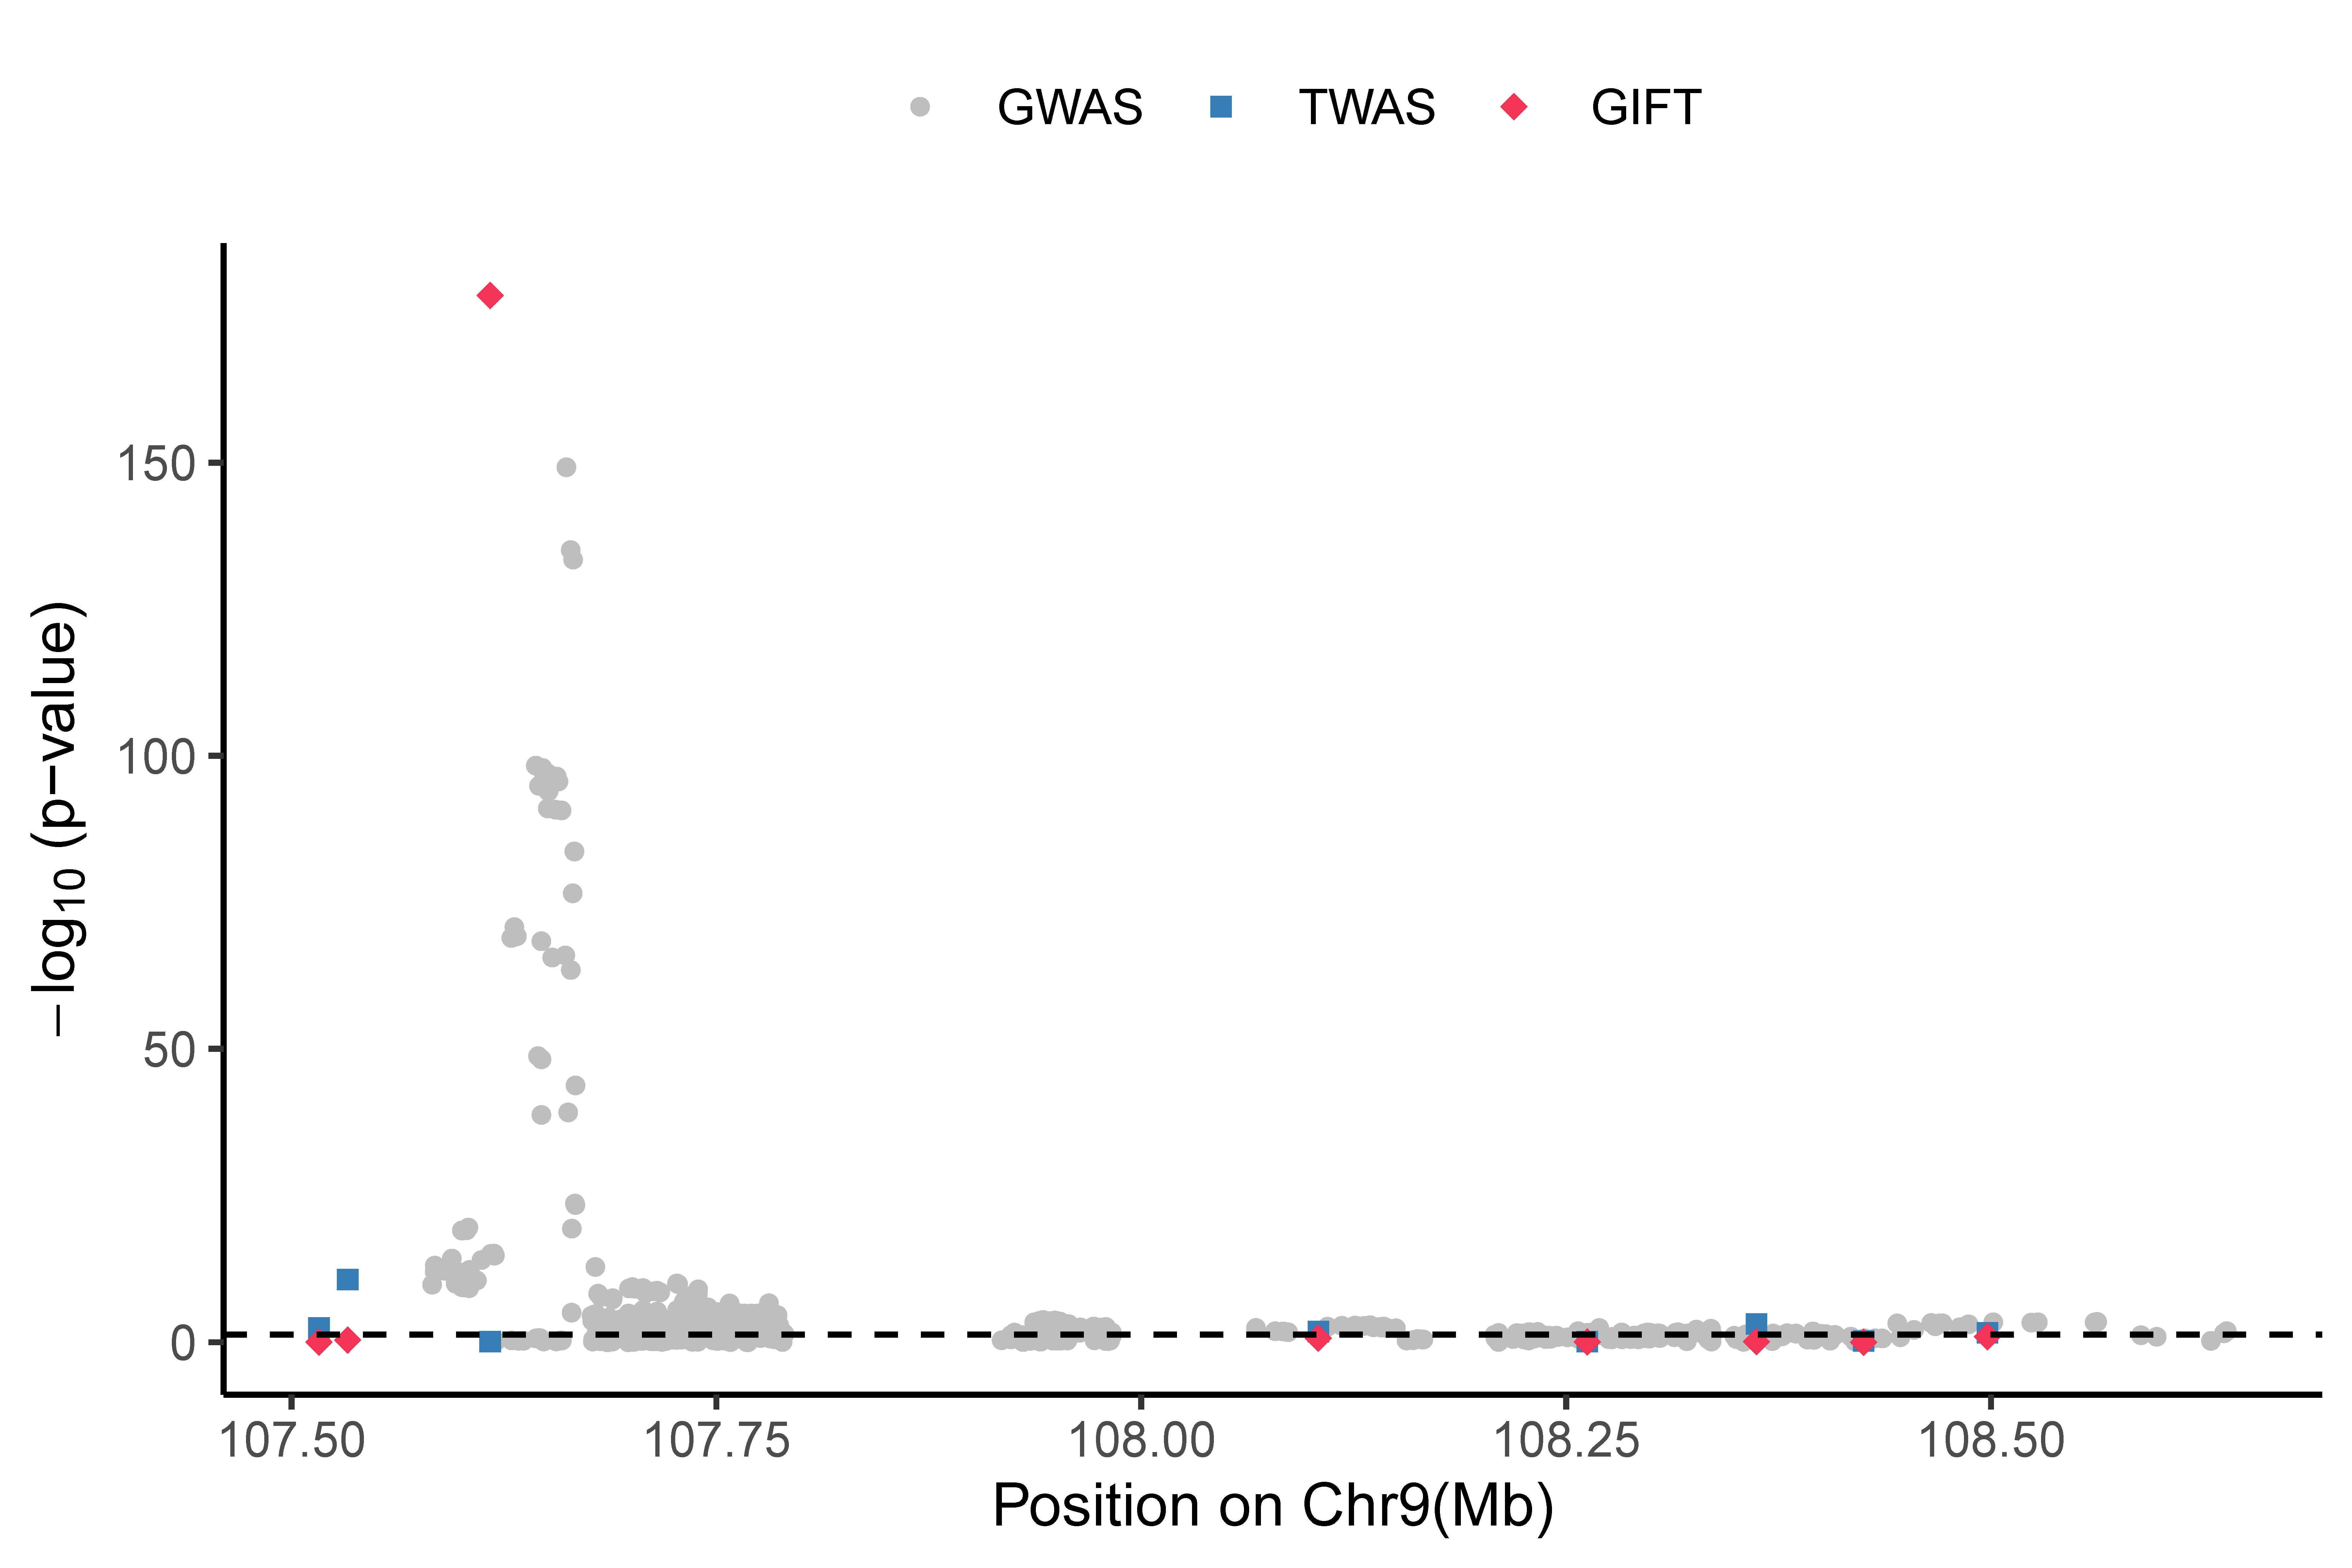 GWAS TWAS GIFT
−log10 (p−value)
150
100
50
0
107.50 107.75 108.00 108.25 108.50
Position on Chr9(Mb)